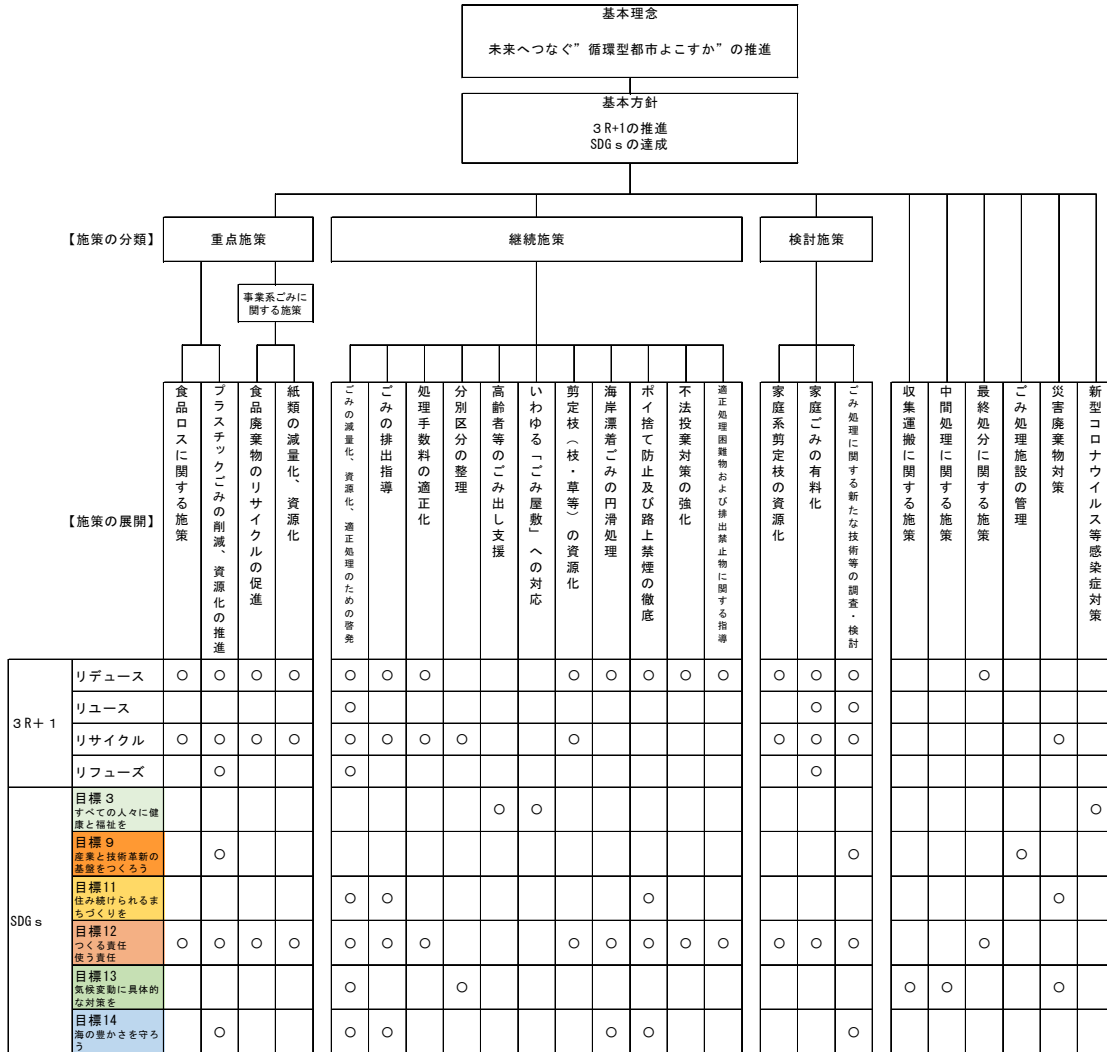 基本理念
未来へつなぐ”循環型都市よこすか”の推進
基本方針
3R+1の推進
SDGsの達成
【施策の分類】
重点施策
継続施策
検討施策
事業系ごみに
関する施策
【施策の展開】
食品ロスに関する施策
プラスチックごみの削減、資源化の推進
食品廃棄物のリサイクルの促進
紙類の減量化、資源化
ごみの減量化、資源化、適正処理のための啓発
ごみの排出指導
処理手数料の適正化
分別区分の整理
高齢者等のごみ出し支援
いわゆる「ごみ屋敷」への対応
剪定枝(枝・草等)の資源化
海岸漂着ごみの円滑処理
ポイ捨て防止及び路上禁煙の徹底
不法投棄対策の強化
適正処理困難物および排出禁止物に関する指導
家庭系剪定枝の資源化
家庭ごみの有料化
ごみ処理に関する新たな技術等の調査・検討
収集運搬に関する施策
中間処理に関する施策
最終処分に関する施策
ごみ処理施設の管理
災害廃棄物対策
新型コロナウイルス等感染症対策
3R+1
リデュース ○ ○ ○ ○ ○ ○ ○ ○ ○ ○ ○ ○ ○ ○ ○ ○
リユース ○ ○ ○
リサイクル ○ ○ ○ ○ ○ ○ ○ ○ ○ ○ ○ ○ ○
リフューズ ○ ○ ○
SDGs
目標3
すべての人々に健
康と福祉を
○ ○ ○
目標9
産業と技術革新の
基盤をつくろう
○ ○ ○
目標11
住み続けられるま
ちづくりを
○ ○ ○ ○
目標12
つくる責任
使う責任
○ ○ ○ ○ ○ ○ ○ ○ ○ ○ ○ ○ ○ ○ ○ ○
目標13
気候変動に具体的
な対策を
○ ○ ○ ○ ○
目標14
海の豊かさを守ろ
う
○ ○ ○ ○ ○ ○